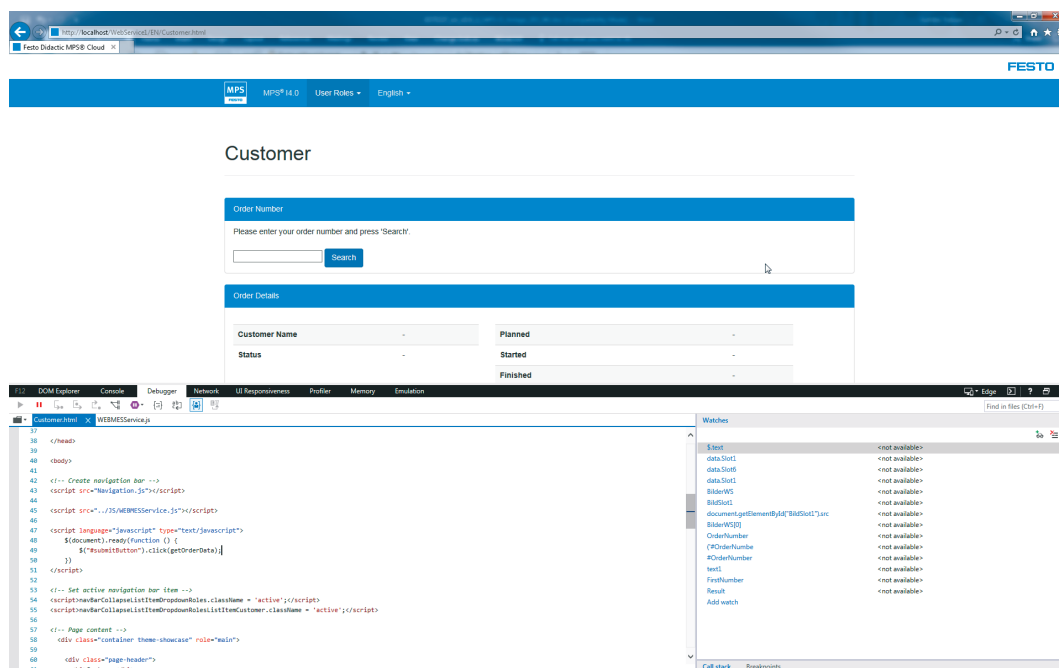 http://localhost/WebService1/EN/Customer.html
Festo Didactic MPS® Cloud
FESTO
MPS FESTO MPS® I4.0 User Roles English
Customer
Order Number
Please enter your order number and press 'Search'.
Search
Order Details
Customer Name - Planned -
Status - Started -
Finished -
F12 DOM Explorer Console Debugger Network UI Responsiveness Profiler Memory Emulation Edge ?
Find in files (Ctrl+F)
Customer.html WEBMESService.js Watches
37
38 </head>
39
40 <body>
41
42 <!-- Create navigation bar -->
43 <script src="Navigation.js"></script>
44
45 <script src="../JS/WEBMESService.js"></script>
46
47 <script language="javascript" type="text/javascript">
48 $(document).ready(function () {
49 $("#submitButton").click(getOrderData);
50 })
51 </script>
52
53 <!-- Set active navigation bar item -->
54 <script>navBarCollapseListItemDropdownRoles.className = 'active';</script>
55 <script>navBarCollapseListItemDropdownRolesListItemCustomer.className = 'active';</script>
56
57 <!-- Page content -->
58 <div class="container theme-showcase" role="main">
59
60 <div class="page-header">
$.text <not available>
data.Slot1 <not available>
data.Slot6 <not available>
data.Slot1 <not available>
BilderWS <not available>
BildSlot1 <not available>
document.getElementById("BildSlot1").src <not available>
BilderWS[0] <not available>
OrderNumber <not available>
('#OrderNumbe <not available>
#OrderNumber <not available>
text1 <not available>
FirstNumber <not available>
Result <not available>
Add watch
Call stack Breakpoints